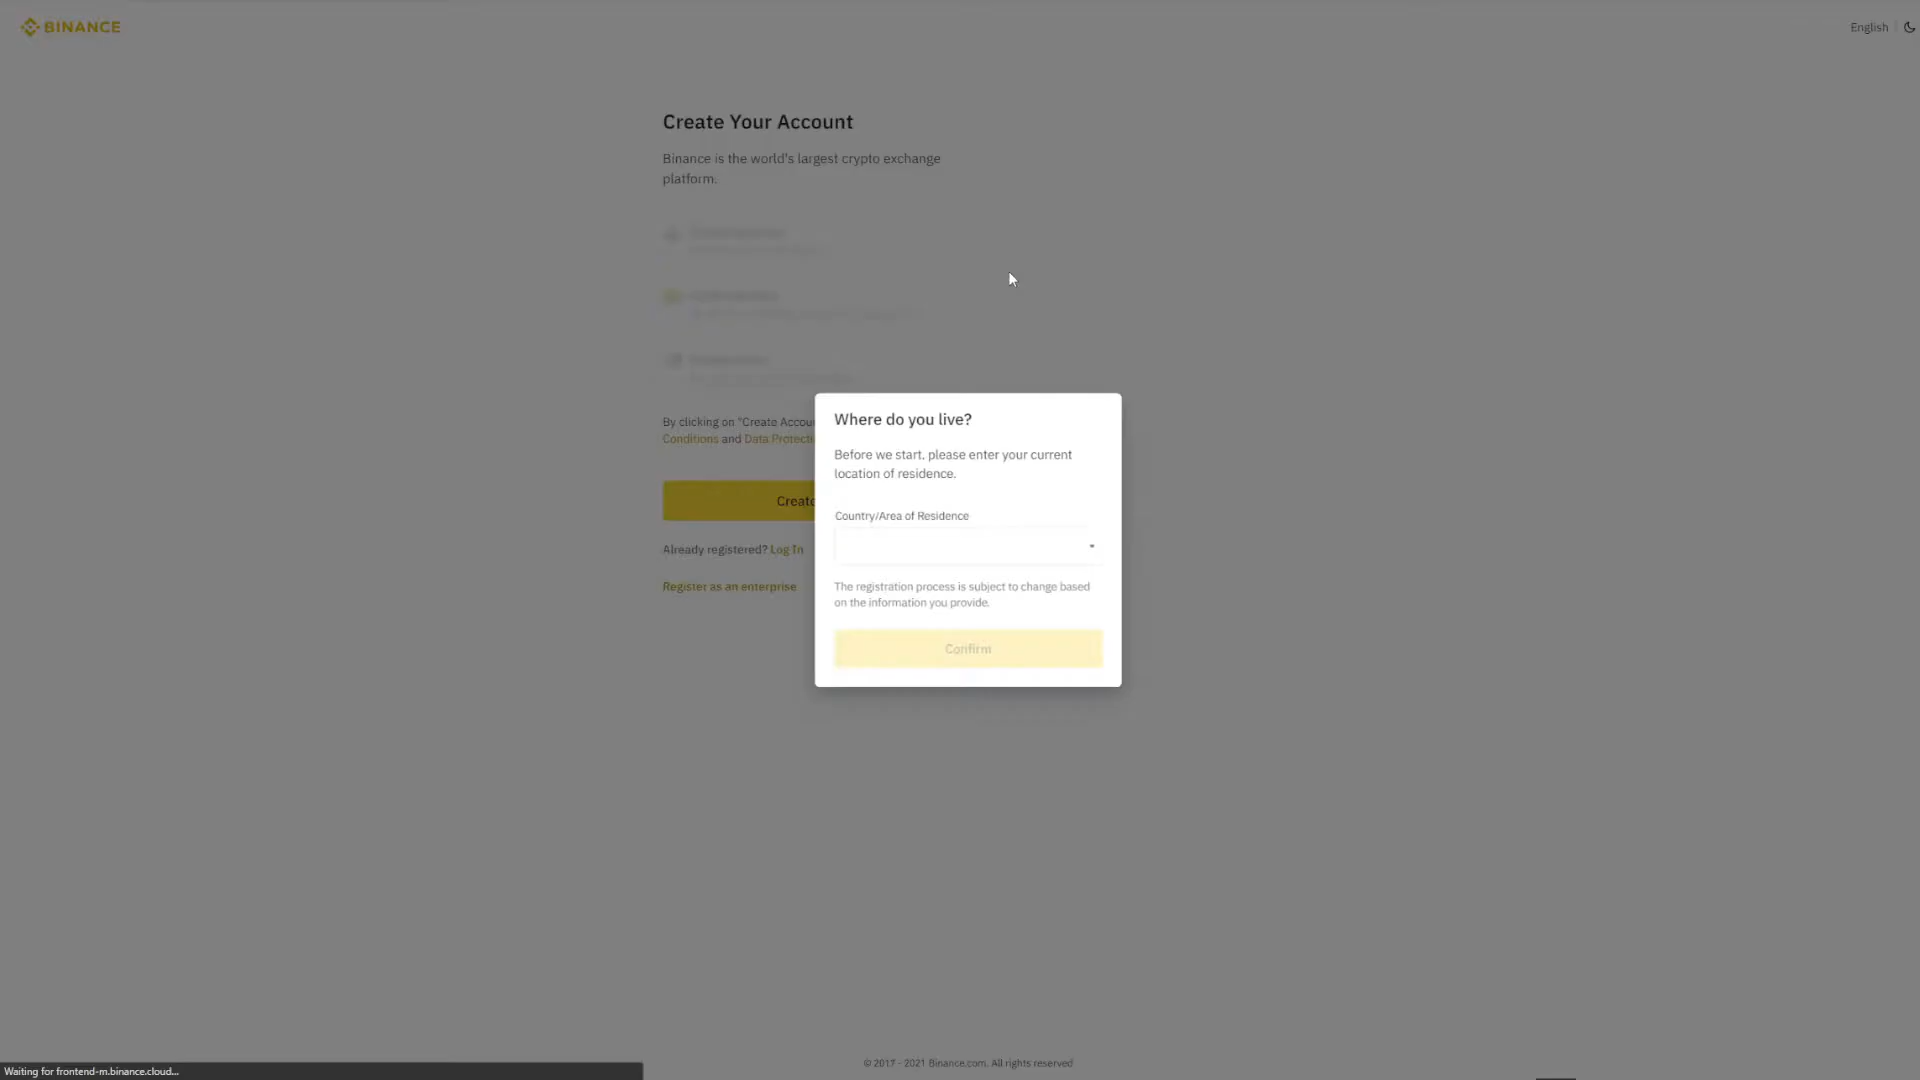 BINANCE
English
Create Your Account
Binance is the world's largest crypto exchange
platform.
By clicking on "Create Accou
Conditions and Data Protecti
Create
Already registered? Log In
Register as an enterprise
Where do you live?
Before we start, please enter your current
location of residence.
Country/Area of Residence
The registration process is subject to change based
on the information you provide.
Confirm
© 2017 - 2021 Binance.com. All rights reserved
Waiting for frontend-m.binance.cloud...